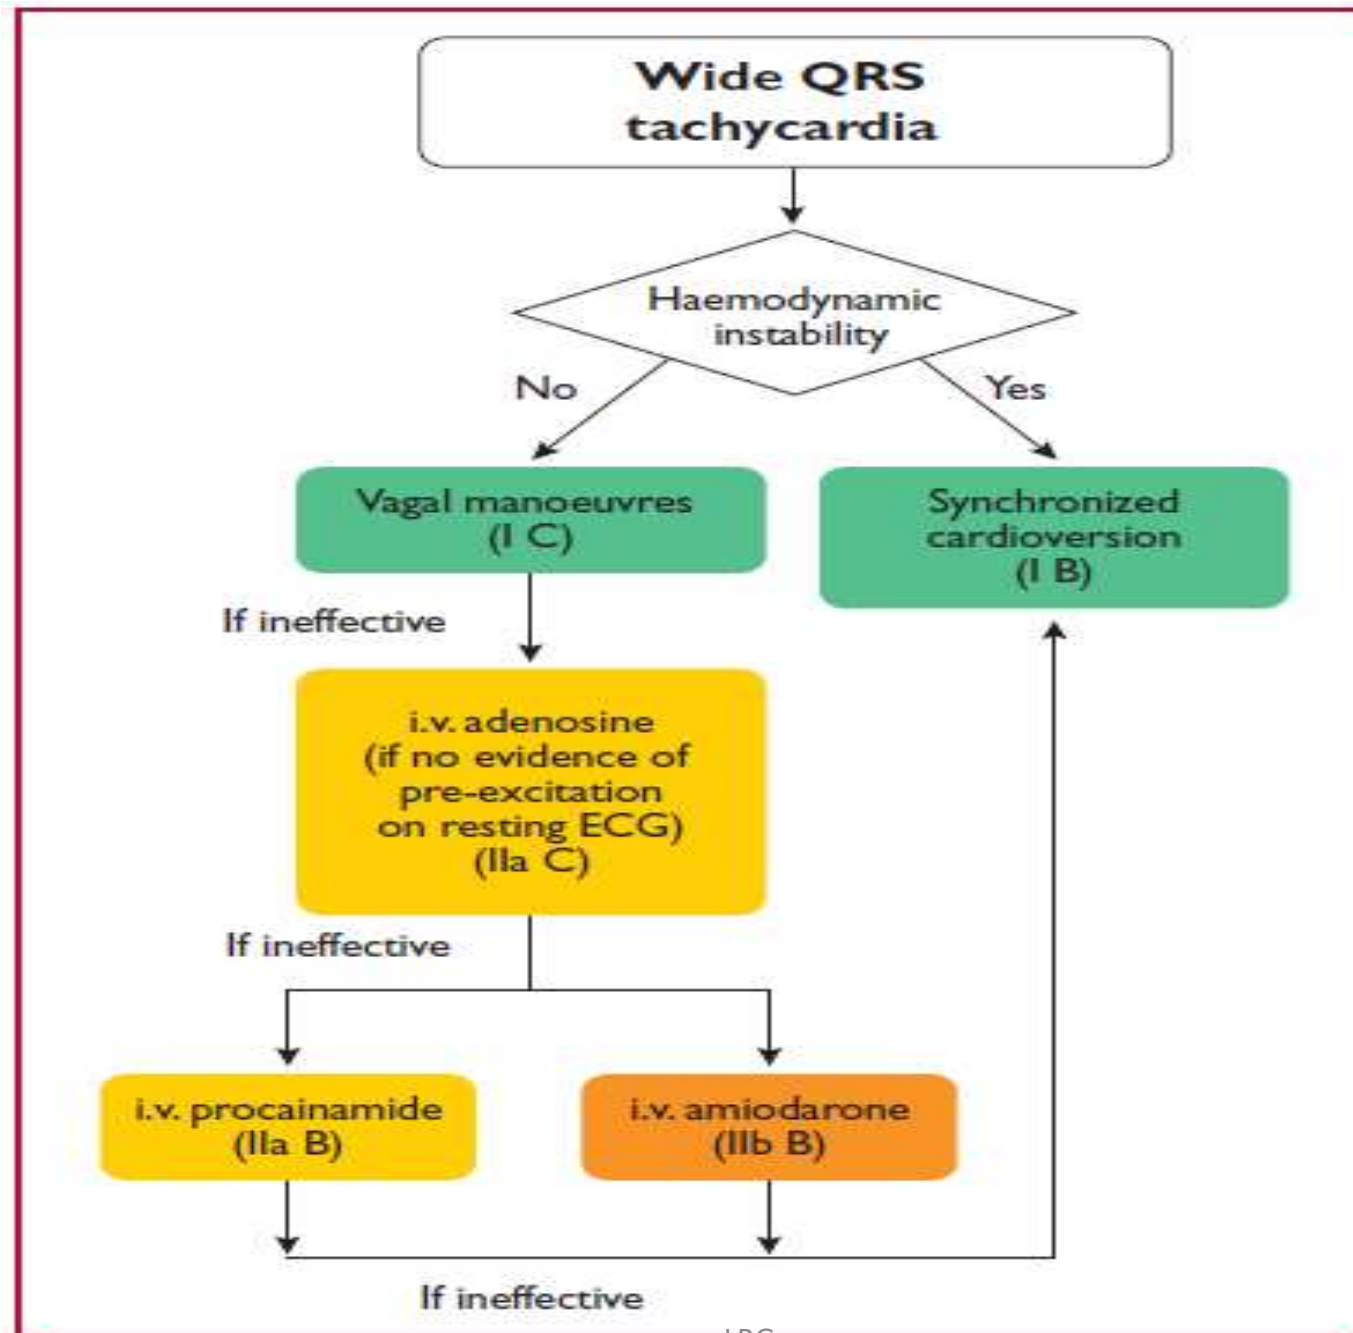 Wide QRS
tachycardia
Haemodynamic
instability
No
Yes
Vagal manoeuvres
(I C)
Synchronized
cardioversion
(I B)
If ineffective
i.v. adenosine
(if no evidence of
pre-excitation
on resting ECG)
(IIa C)
If ineffective
i.v. procainamide
(IIa B)
i.v. amiodarone
(IIb B)
If ineffective